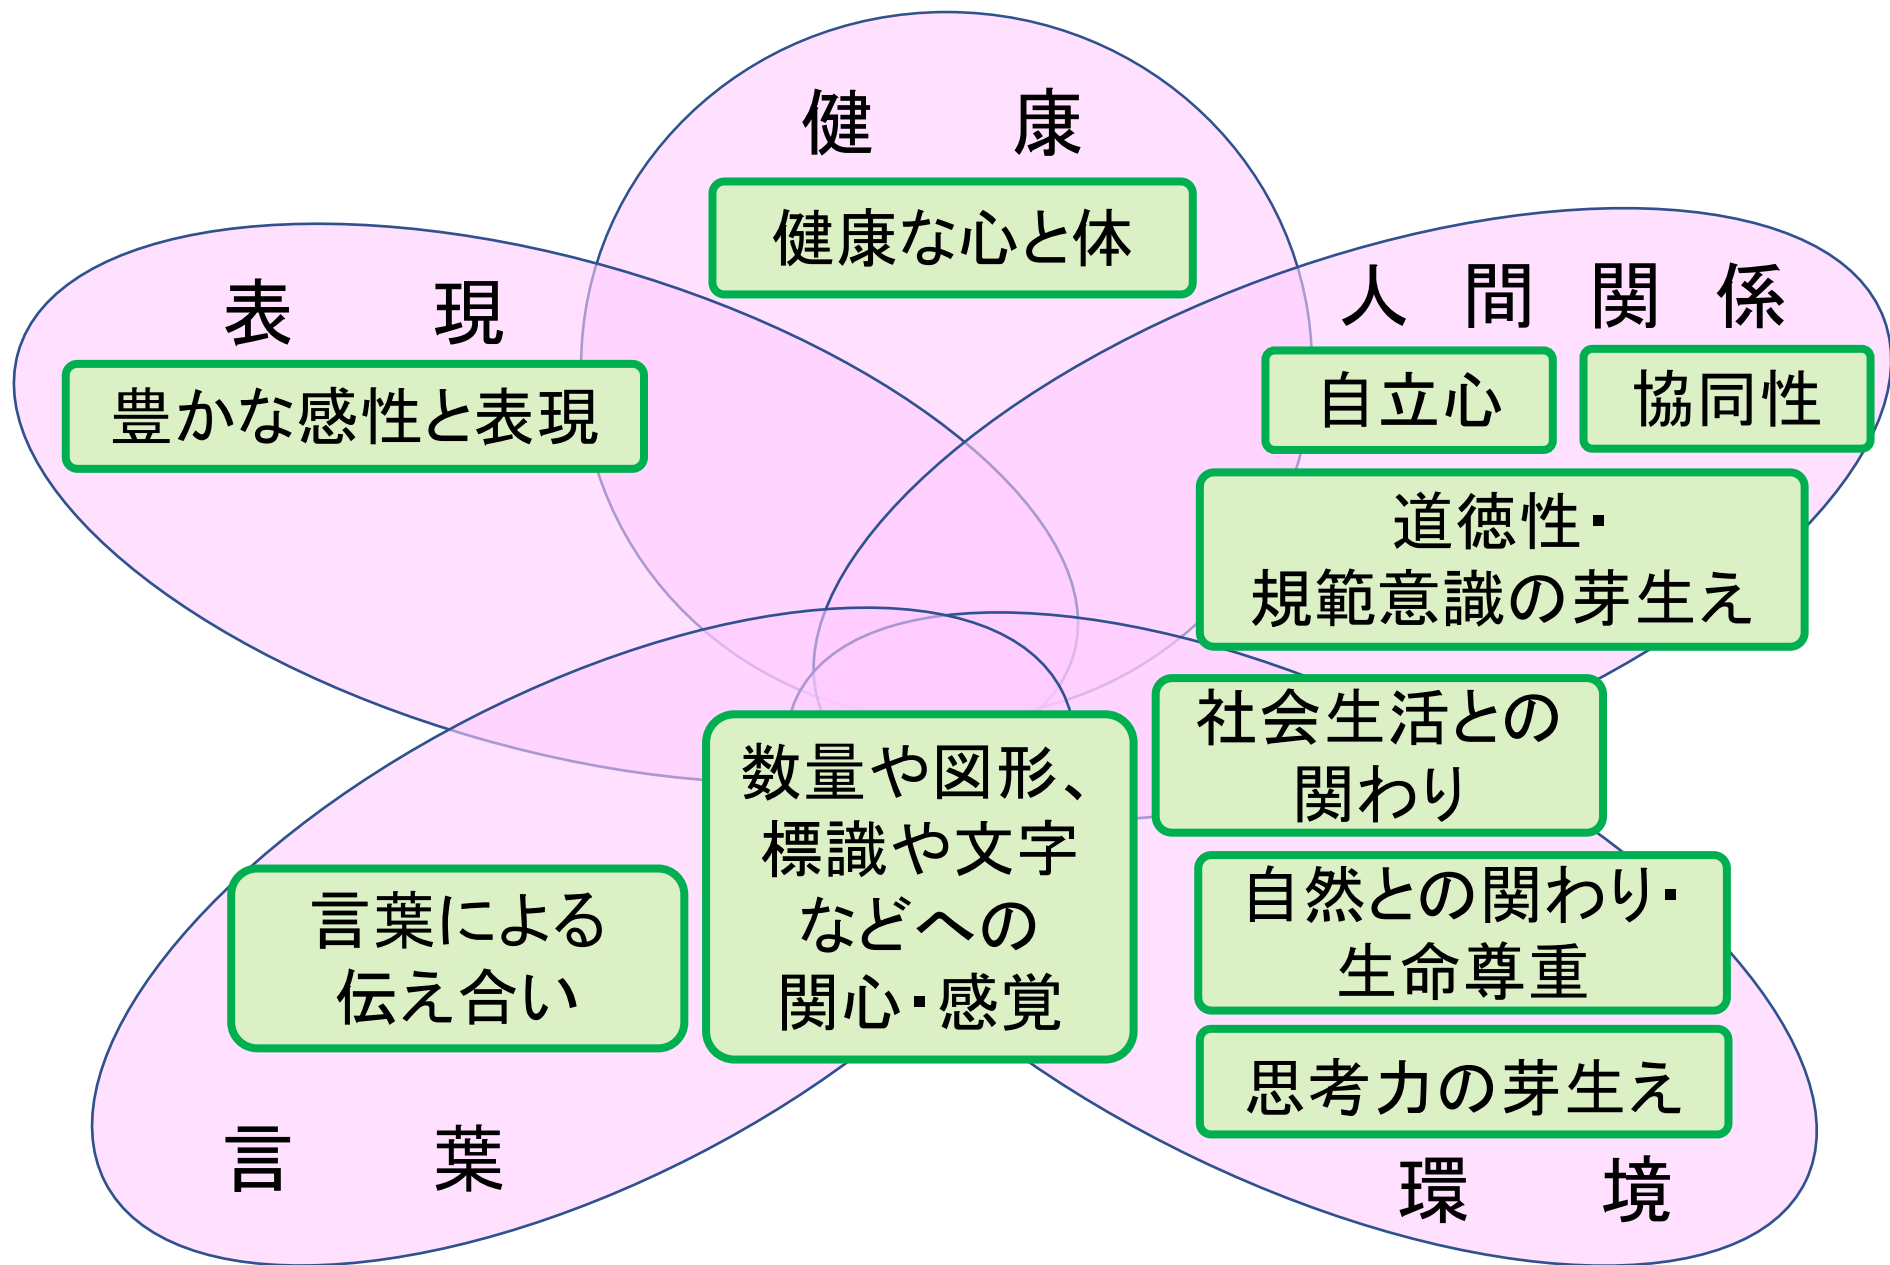 健　康
健康な心と体
表　現
豊かな感性と表現
人 間 関 係
自立心
協同性
道徳性・
規範意識の芽生え
社会生活との
関わり
数量や図形、
標識や文字
などへの
関心・感覚
自然との関わり・
生命尊重
思考力の芽生え
環　境
言葉による
伝え合い
言　葉